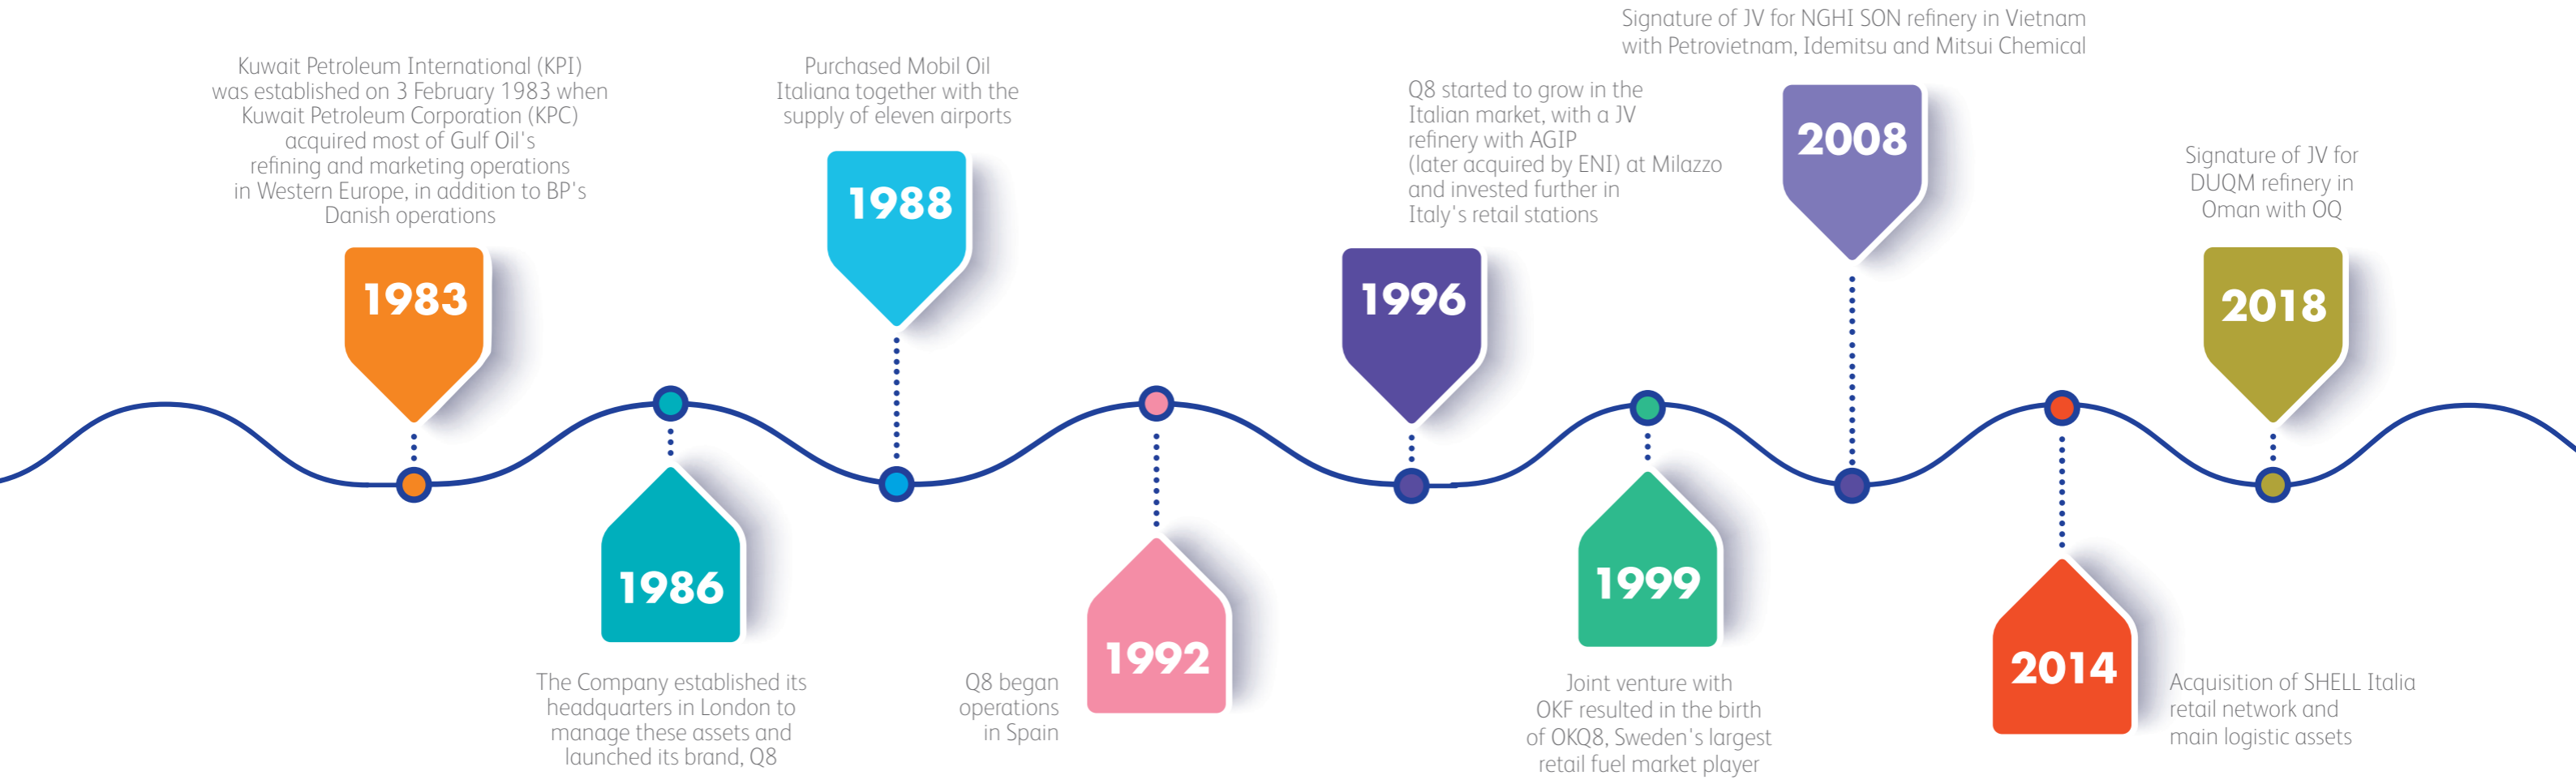 Kuwait Petroleum International (KPI)
was established on 3 February 1983 when
Kuwait Petroleum Corporation (KPC)
acquired most of Gulf Oil's
refining and marketing operations
in Western Europe, in addition to BP's
Danish operations
1983
1986
The Company established its
headquarters in London to
manage these assets and
launched its brand, Q8
Purchased Mobil Oil
Italiana together with the
supply of eleven airports
1988
1992
Q8 began
operations
in Spain
Q8 started to grow in the
Italian market, with a JV
refinery with AGIP
(later acquired by ENI) at Milazzo
and invested further in
Italy's retail stations
1996
1999
Joint venture with
OKF resulted in the birth
of OKQ8, Sweden's largest
retail fuel market player
Signature of JV for NGHI SON refinery in Vietnam
with Petrovietnam, Idemitsu and Mitsui Chemical
2008
2014
Acquisition of SHELL Italia
retail network and
main logistic assets
Signature of JV for
DUQM refinery in
Oman with OQ
2018